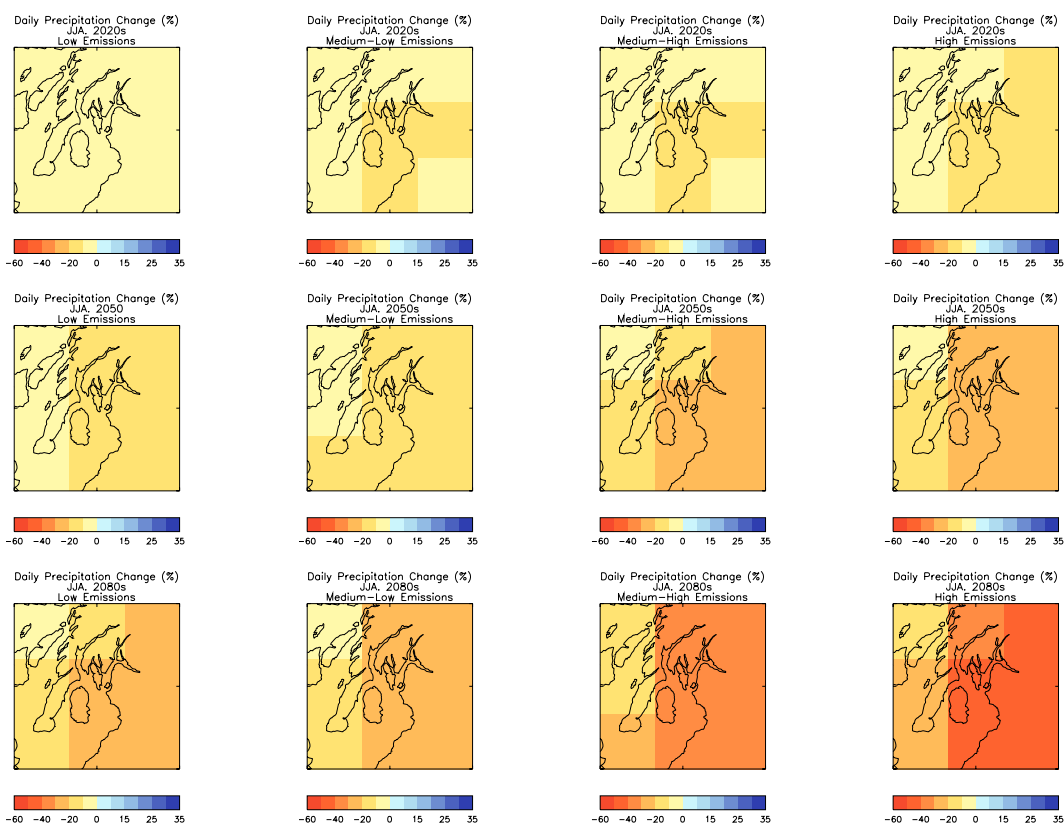 Daily Precipitation Change (%)
JJA. 2020s
Low Emissions
-60 -40 -20 0 15 25 35
Daily Precipitation Change (%)
JJA. 2020s
Medium-Low Emissions
-60 -40 -20 0 15 25 35
Daily Precipitation Change (%)
JJA. 2020s
Medium-High Emissions
-60 -40 -20 0 15 25 35
Daily Precipitation Change (%)
JJA. 2020s
High Emissions
-60 -40 -20 0 15 25 35
Daily Precipitation Change (%)
JJA. 2050
Low Emissions
-60 -40 -20 0 15 25 35
Daily Precipitation Change (%)
JJA. 2050s
Medium-Low Emissions
-60 -40 -20 0 15 25 35
Daily Precipitation Change (%)
JJA. 2050s
Medium-High Emissions
-60 -40 -20 0 15 25 35
Daily Precipitation Change (%)
JJA. 2050s
High Emissions
-60 -40 -20 0 15 25 35
Daily Precipitation Change (%)
JJA. 2080s
Low Emissions
-60 -40 -20 0 15 25 35
Daily Precipitation Change (%)
JJA. 2080s
Medium-Low Emissions
-60 -40 -20 0 15 25 35
Daily Precipitation Change (%)
JJA. 2080s
Medium-High Emissions
-60 -40 -20 0 15 25 35
Daily Precipitation Change (%)
JJA. 2080s
High Emissions
-60 -40 -20 0 15 25 35